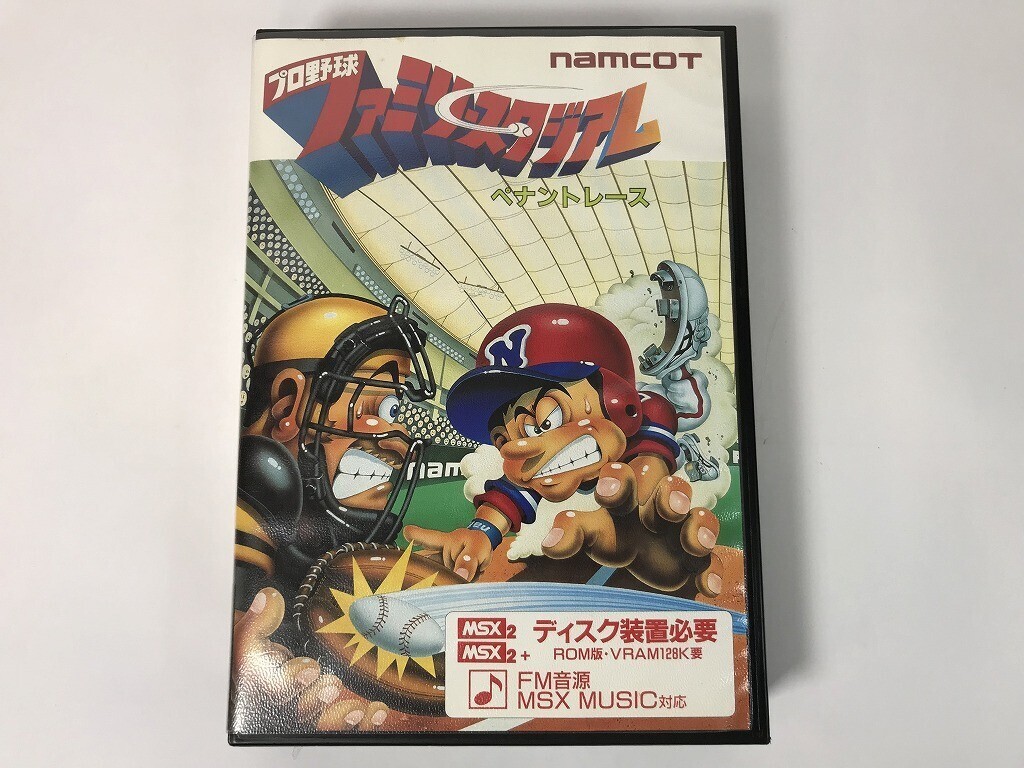 namcoT
プロ野球
ファミリースタジアム
ペナントレース
N
nam
MSX2 ディスク装置必要
MSX2+ ROM版・VRAM128K要
FM音源
MSX MUSIC対応